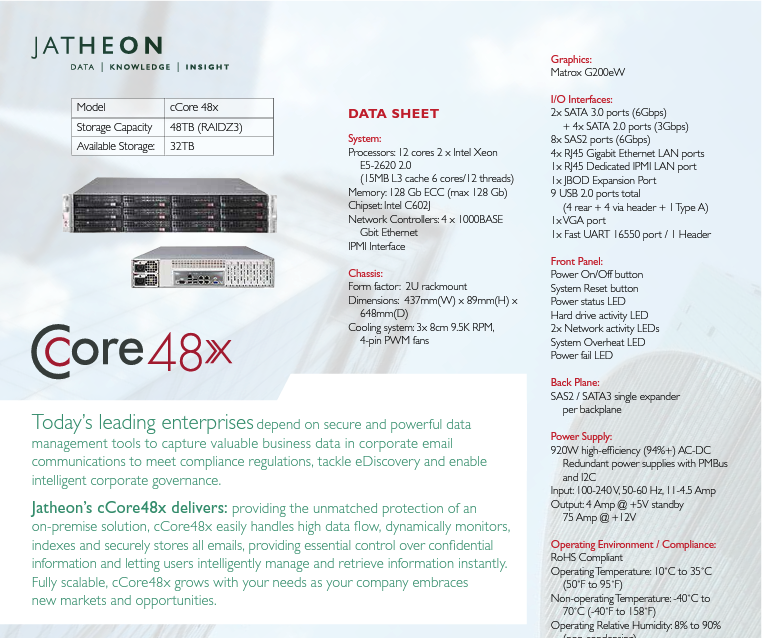 JATHEON
DATA | KNOWLEDGE | INSIGHT
Model cCore 48x
Storage Capacity 48TB (RAIDZ3)
Available Storage: 32TB
cCore 48x
Today's leading enterprises depend on secure and powerful data
management tools to capture valuable business data in corporate email
communications to meet compliance regulations, tackle eDiscovery and enable
intelligent corporate governance.
Jatheon's cCore48x delivers: providing the unmatched protection of an
on-premise solution, cCore48x easily handles high data flow, dynamically monitors,
indexes and securely stores all emails, providing essential control over confidential
information and letting users intelligently manage and retrieve information instantly.
Fully scalable, cCore48x grows with your needs as your company embraces
new markets and opportunities.
DATA SHEET
System:
Processors: 12 cores 2 x Intel Xeon
E5-2620 2.0
(15MB L3 cache 6 cores/12 threads)
Memory: 128 Gb ECC (max 128 Gb)
Chipset: Intel C602J
Network Controllers: 4 x 1000BASE
Gbit Ethernet
IPMI Interface
Chassis:
Form factor: 2U rackmount
Dimensions: 437mm(W) x 89mm(H) x
648mm(D)
Cooling system: 3x 8cm 9.5K RPM,
4-pin PWM fans
Graphics:
Matrox G200eW
I/O Interfaces:
2x SATA 3.0 ports (6Gbps)
+ 4x SATA 2.0 ports (3Gbps)
8x SAS2 ports (6Gbps)
4x RJ45 Gigabit Ethernet LAN ports
1x RJ45 Dedicated IPMI LAN port
1x JBOD Expansion Port
9 USB 2.0 ports total
(4 rear + 4 via header + 1 Type A)
1x VGA port
1x Fast UART 16550 port / 1 Header
Front Panel:
Power On/Off button
System Reset button
Power status LED
Hard drive activity LED
2x Network activity LEDs
System Overheat LED
Power fail LED
Back Plane:
SAS2 / SATA3 single expander
per backplane
Power Supply:
920W high-efficiency (94%+) AC-DC
Redundant power supplies with PMBus
and I2C
Input: 100-240V, 50-60 Hz, 11-4.5 Amp
Output: 4 Amp @ +5V standby
75 Amp @ +12V
Operating Environment / Compliance:
RoHS Compliant
Operating Temperature: 10°C to 35°C
(50°F to 95°F)
Non-operating Temperature: -40°C to
70°C (-40°F to 158°F)
Operating Relative Humidity: 8% to 90%